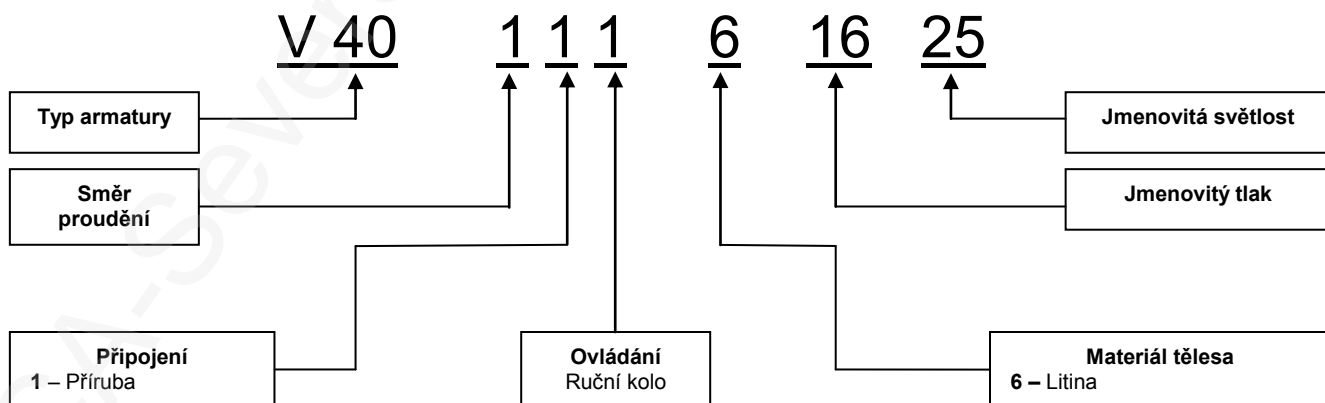 V 40 1 1 1 6 16 25
Typ armatury
Jmenovitá světlost
Směr
proudění
Jmenovitý tlak
Připojení
1 – Příruba
Ovládání
Ruční kolo
Materiál tělesa
6 – Litina